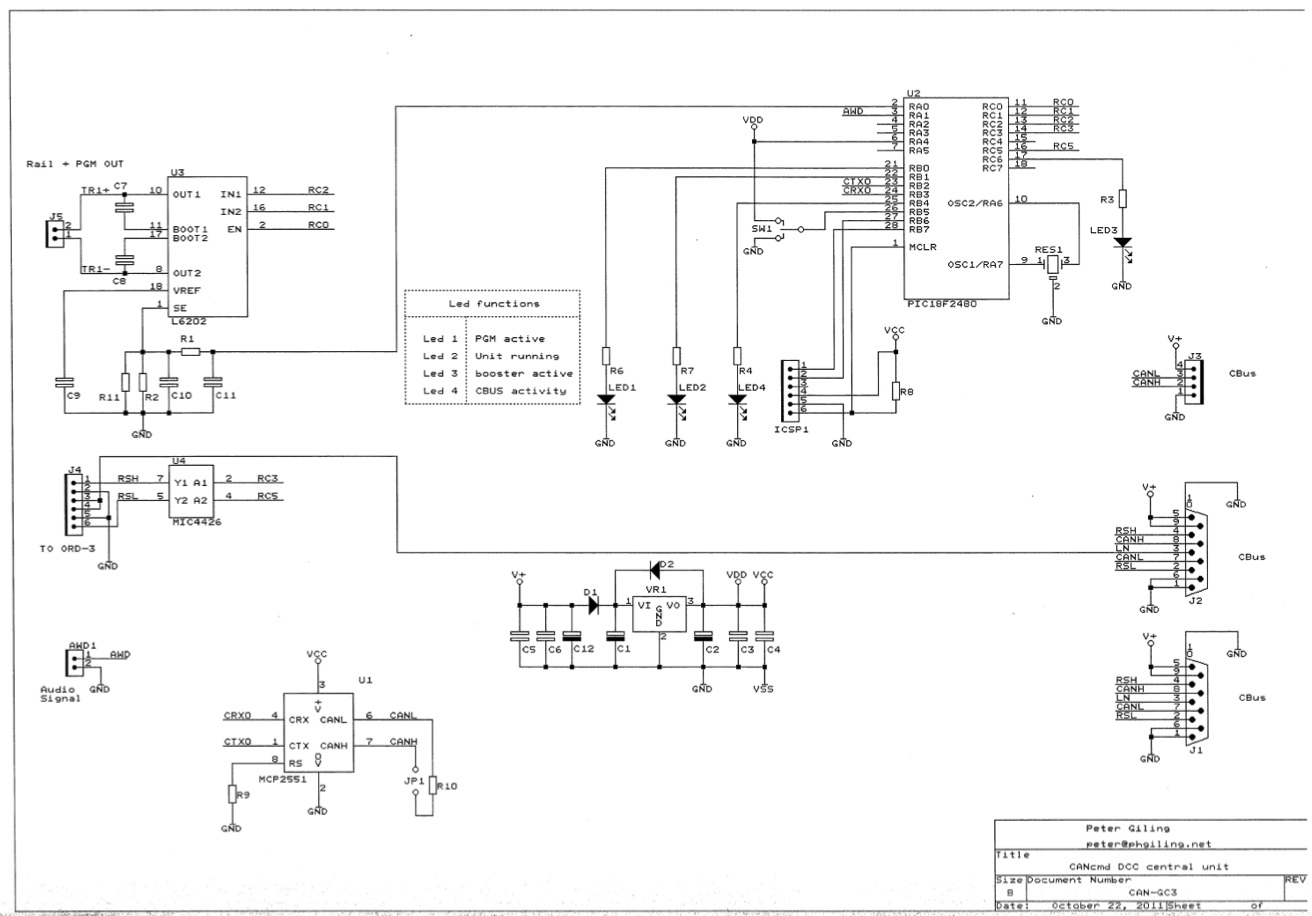 Rail + PGM OUT
J5
2
1
TR1+
C7
C8
TR1-
U3
10 OUT1 IN1 12 RC2
IN2 16 RC1
11 BOOT1 EN 2 RC0
17 BOOT2
8 OUT2
18 VREF
1 SE
L6202
R1
C9
R11
R2
C10
C11
GND
Led functions
Led 1 PGM active
Led 2 Unit running
Led 3 booster active
Led 4 CBUS activity
U2
2 RA0 RC0 11 RC0
AWD 3 RA1 RC1 12 RC1
4 RA2 RC2 13 RC2
5 RA3 RC3 14 RC3
6 RA4 RC4 15
7 RA5 RC5 16 RC5
RC6 17
21 RB0 RC7 18
22 RB1
CTX0 23 RB2
CRX0 24 RB3
25 RB4 OSC2/RA6 10
26 RB5
27 RB6
28 RB7
1 MCLR
OSC1/RA7 9
PIC18F2480
VDD
SW1
GND
RES1
1 3
2
GND
R3
LED3
GND
R6
LED1
GND
R7
LED2
GND
R4
LED4
GND
1
2
3
4
5
6
ICSP1
VCC
R8
GND
V+
J3
CANL 4
CANH 3
2
1
CBus
GND
J4
1
2
3
4
5
6
RSH 7 Y1 A1 2 RC3
RSL 5 Y2 A2 4 RC5
U4
MIC4426
TO ORD-3
GND
V+
10
GND
5
9
RSH 4
CANH 8
LN 3
CANL 7
RSL 2
6
1
J2
CBus
GND
V+
D1
D2
VR1
1 VI GND VO 3
2
VDD VCC
C5
C6
C12
C1
C2
C3
C4
GND
VSS
AWD1
1 AWD
2
GND
Audio
Signal
VCC
3
U1
+V
CRX0 4 CRX CANL 6 CANL
CTX0 1 CTX CANH 7 CANH
8 RS 0V
MCP2551
2
GND
R9
GND
JP1
R10
V+
10
GND
5
9
RSH 4
CANH 8
LN 3
CANL 7
RSL 2
6
1
J1
CBus
GND
Peter Giling
peter@phgiling.net
Title
CANcmd DCC central unit
Size Document Number REV
B CAN-GC3
Date: October 22, 2011 Sheet of